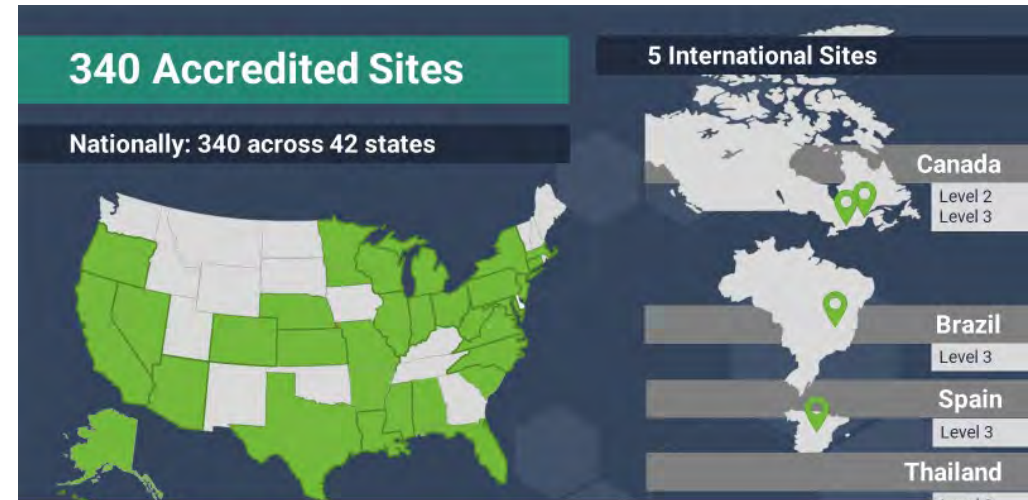 340 Accredited Sites
Nationally: 340 across 42 states
5 International Sites
Canada
Level 2
Level 3
Brazil
Level 3
Spain
Level 3
Thailand